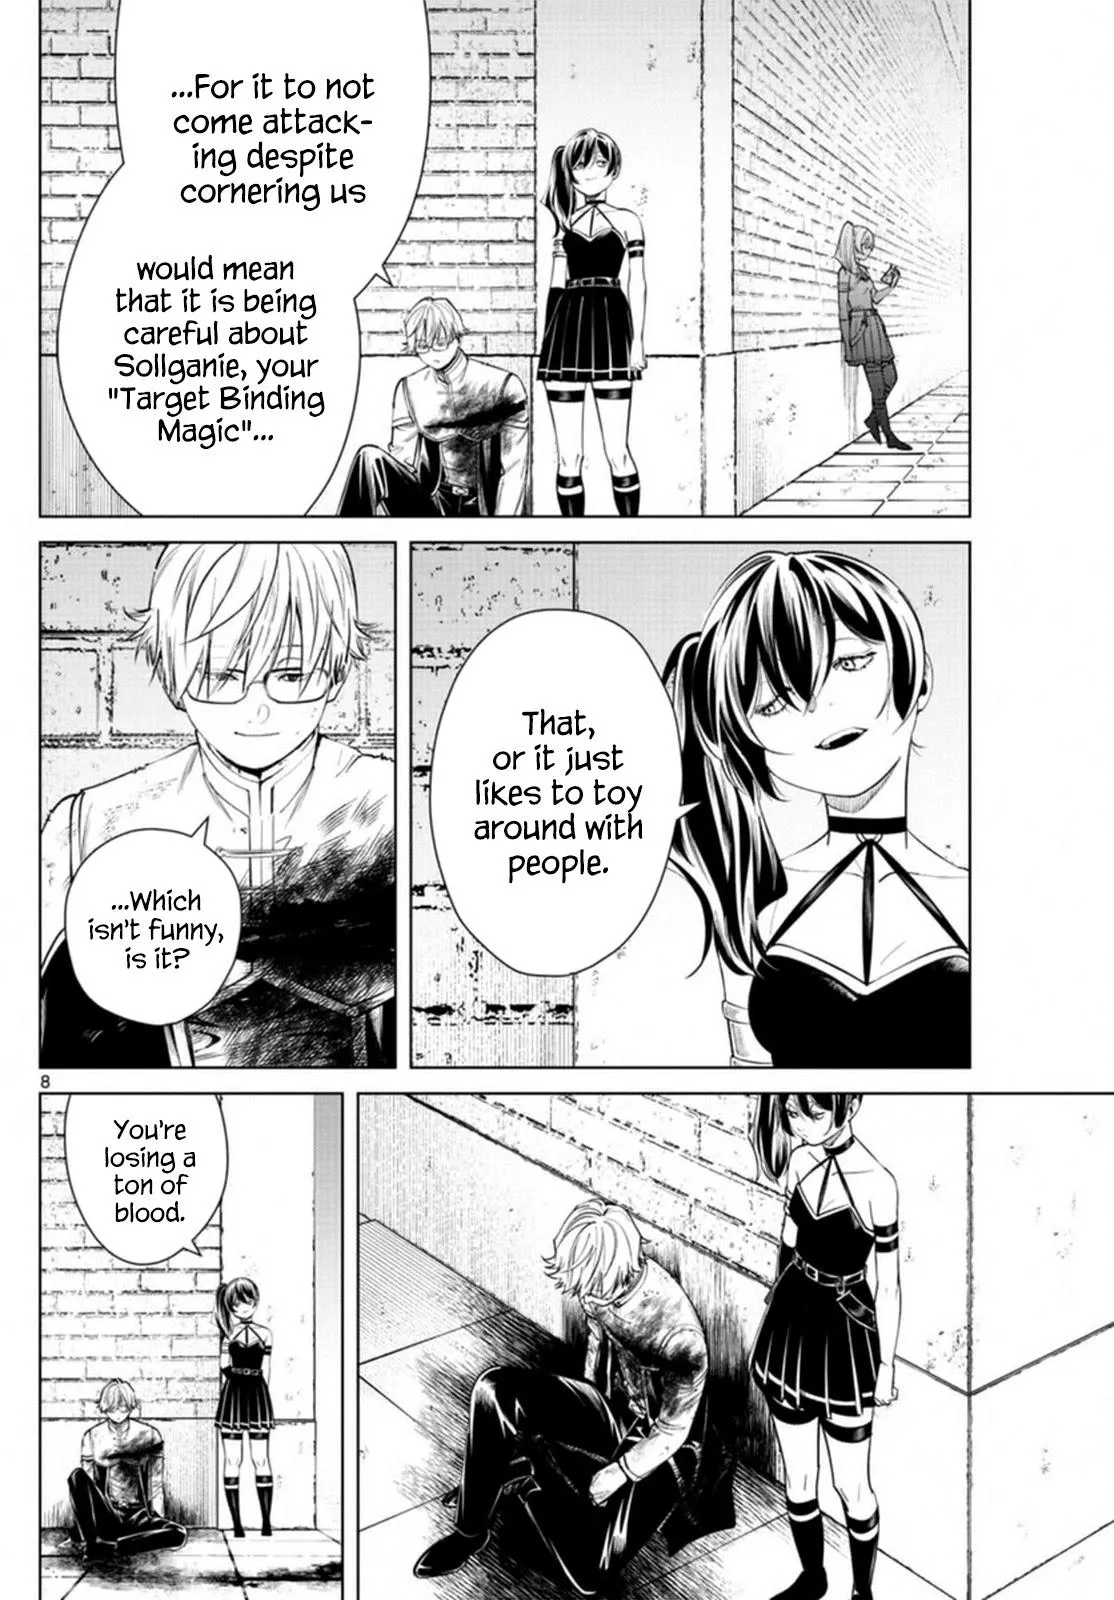 ...For it to not
come attack-
ing despite
cornering us
would mean
that it is being
careful about
Sollganie, your
"Target Binding
Magic"...
That,
or it just
likes to toy
around with
people.
...Which
isn't funny,
is it?
8
You're
losing a
ton of
blood.